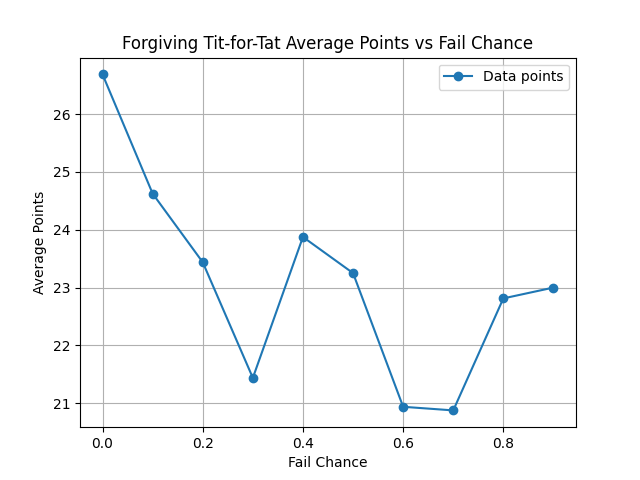 Forgiving Tit-for-Tat Average Points vs Fail Chance
Data points
Average Points
26
25
24
23
22
21
0.0 0.2 0.4 0.6 0.8
Fail Chance